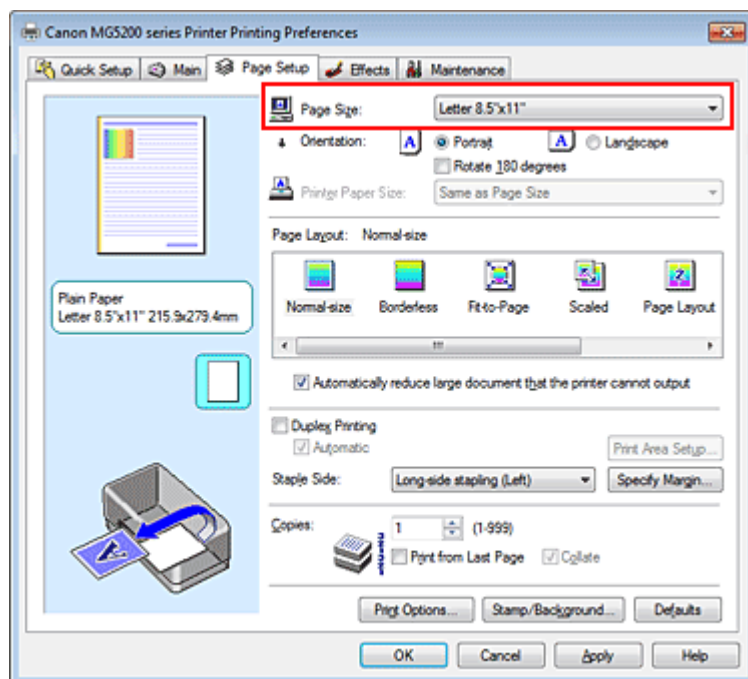 Canon MG5200 series Printer Printing Preferences
Quick Setup Main Page Setup Effects Maintenance
Page Size: Letter 8.5"x11"
Orientation: A Portrait A Landscape
Rotate 180 degrees
Printer Paper Size: Same as Page Size
Page Layout: Normal-size
Normal-size Borderless Fit-to-Page Scaled Page Layout
Plain Paper
Letter 8.5"x11" 215.9x279.4mm
Automatically reduce large document that the printer cannot output
Duplex Printing
Automatic Print Area Setup...
Staple Side: Long-side stapling (Left) Specify Margin...
Copies: 1 (1-999)
Print from Last Page Collate
Print Options... Stamp/Background... Defaults
OK Cancel Apply Help